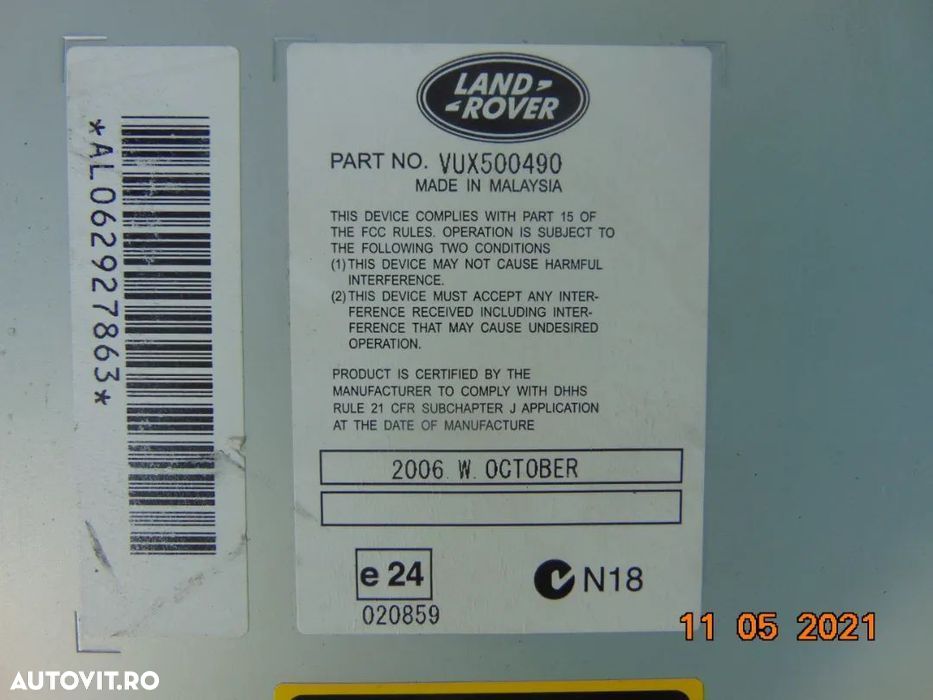 *AL062927863*
LAND
ROVER
PART NO. VUX500490
MADE IN MALAYSIA
THIS DEVICE COMPLIES WITH PART 15 OF
THE FCC RULES. OPERATION IS SUBJECT TO
THE FOLLOWING TWO CONDITIONS
(1) THIS DEVICE MAY NOT CAUSE HARMFUL
INTERFERENCE.
(2) THIS DEVICE MUST ACCEPT ANY INTER-
FERENCE RECEIVED INCLUDING INTER-
FERENCE THAT MAY CAUSE UNDESIRED
OPERATION.
PRODUCT IS CERTIFIED BY THE
MANUFACTURER TO COMPLY WITH DHHS
RULE 21 CFR SUBCHAPTER J APPLICATION
AT THE DATE OF MANUFACTURE
2006 W. OCTOBER
e 24
020859
N18
11 05 2021
AUTOVIT.RO